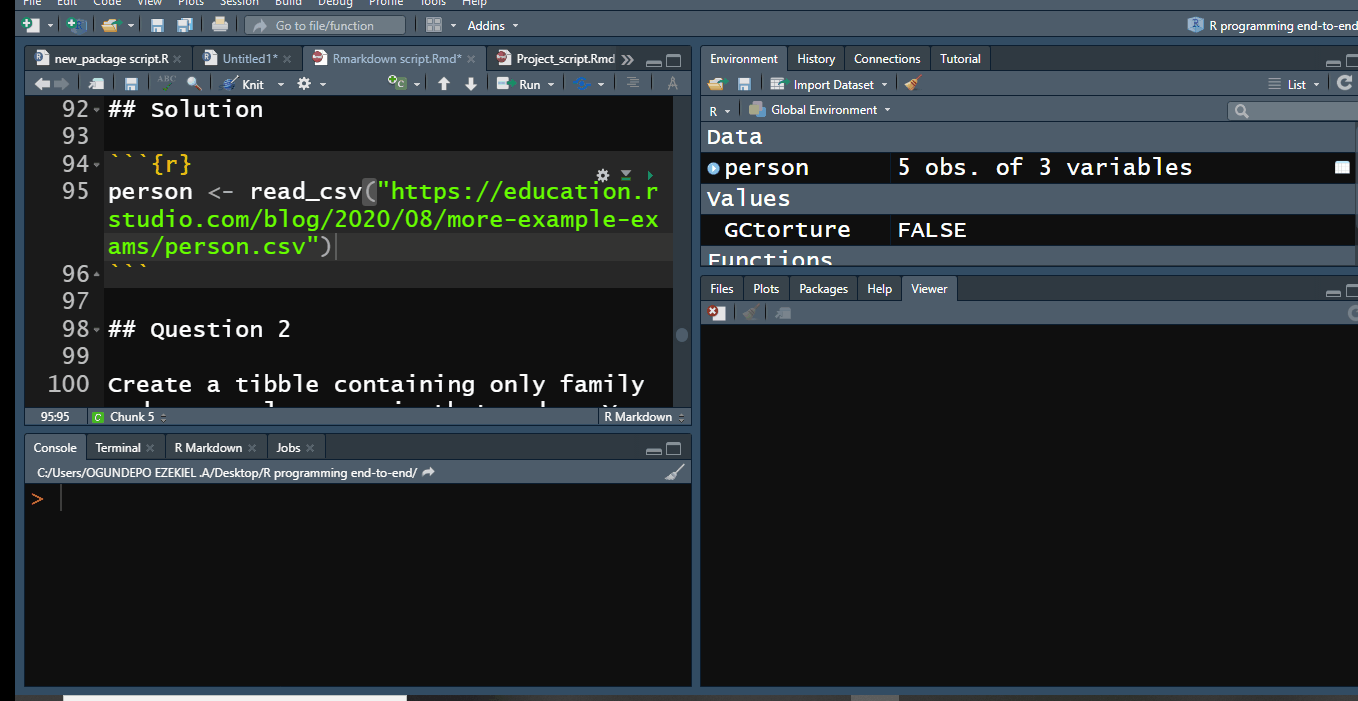 File Edit Code View Plots Session Build Debug Profile Tools Help
Go to file/function Addins R programming end-to-end
new_package script.R Untitled1* Rmarkdown script.Rmd* Project_script.Rmd
ABC Knit Run
92 ## Solution
93
94 ```{r}
95 person <- read_csv("https://education.r
studio.com/blog/2020/08/more-example-ex
ams/person.csv")
96 ```
97
98 ## Question 2
99
100 Create a tibble containing only family
95:95 C Chunk 5 R Markdown
Console Terminal R Markdown Jobs
C:/Users/OGUNDEPO EZEKIEL .A/Desktop/R programming end-to-end/
>
Environment History Connections Tutorial
Import Dataset List
R Global Environment
Data
person 5 obs. of 3 variables
Values
GCtorture FALSE
Functions
Files Plots Packages Help Viewer